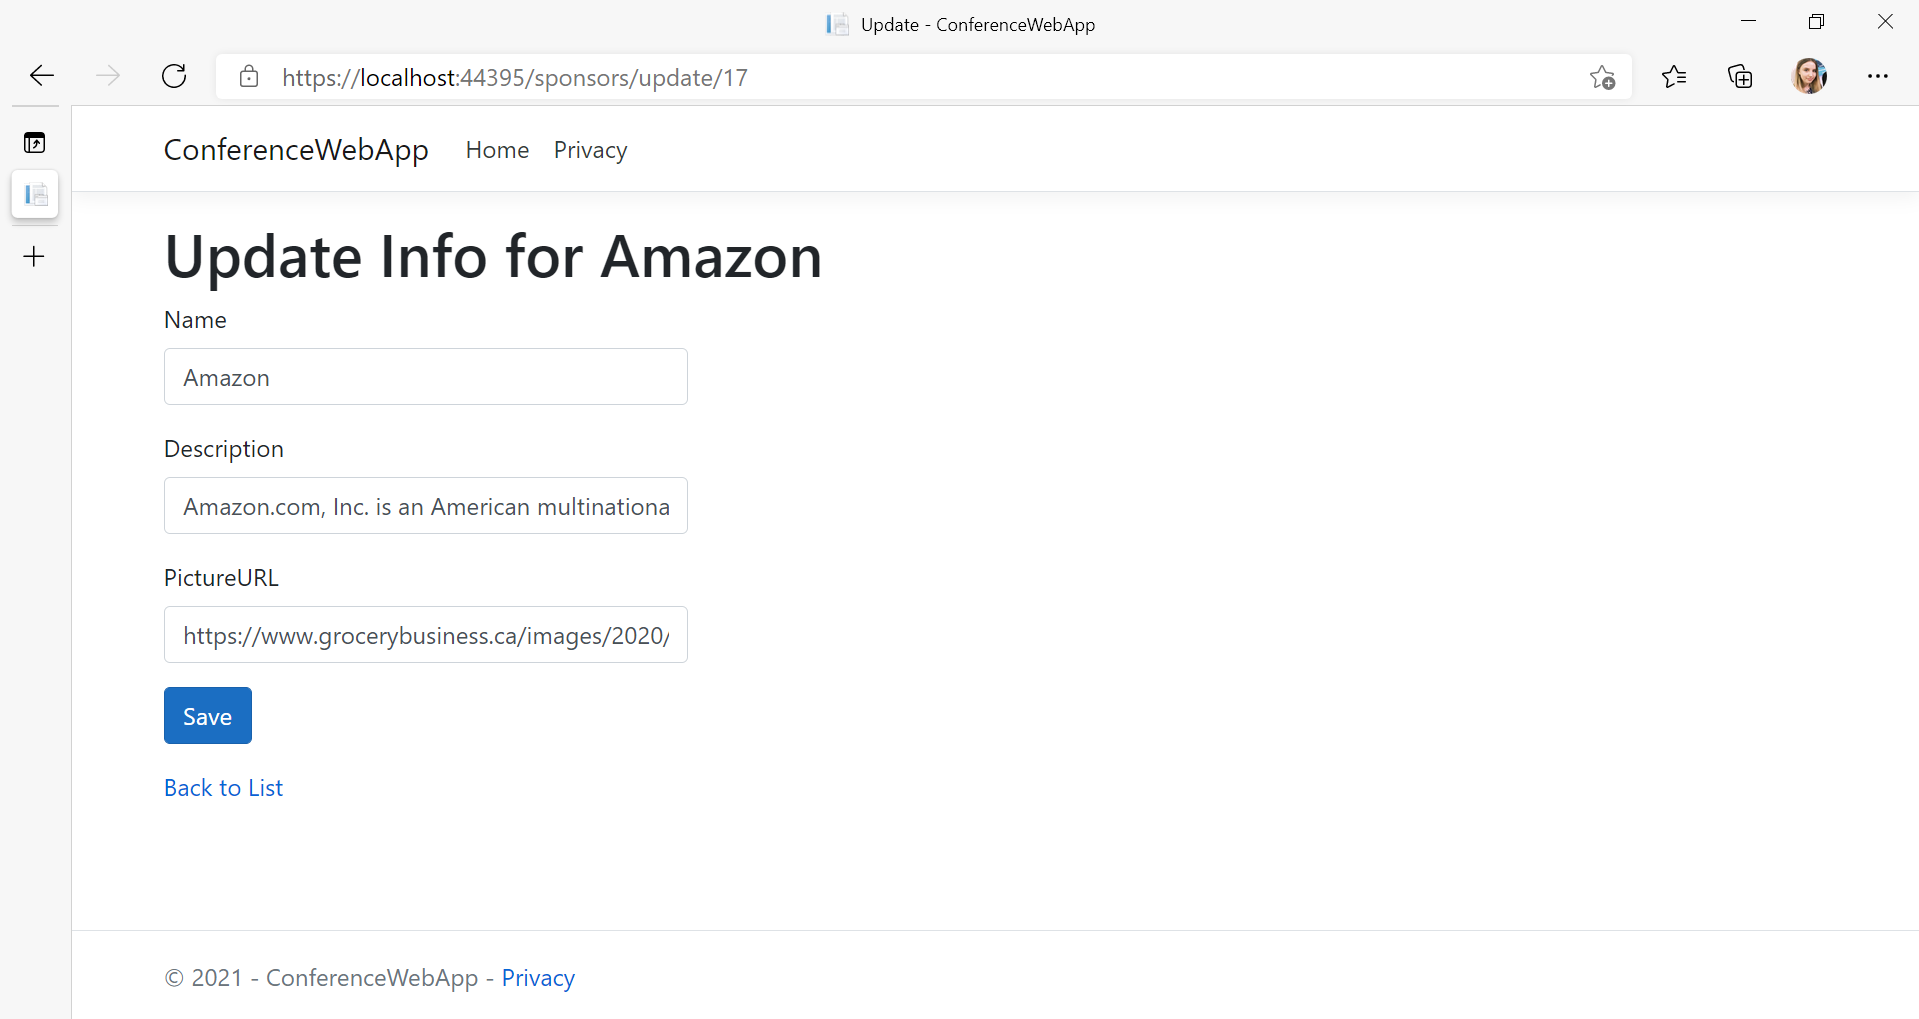 Update - ConferenceWebApp
https://localhost:44395/sponsors/update/17
ConferenceWebApp Home Privacy
Update Info for Amazon
Name
Amazon
Description
Amazon.com, Inc. is an American multinationa
PictureURL
https://www.grocerybusiness.ca/images/2020/
Save
Back to List
© 2021 - ConferenceWebApp - Privacy